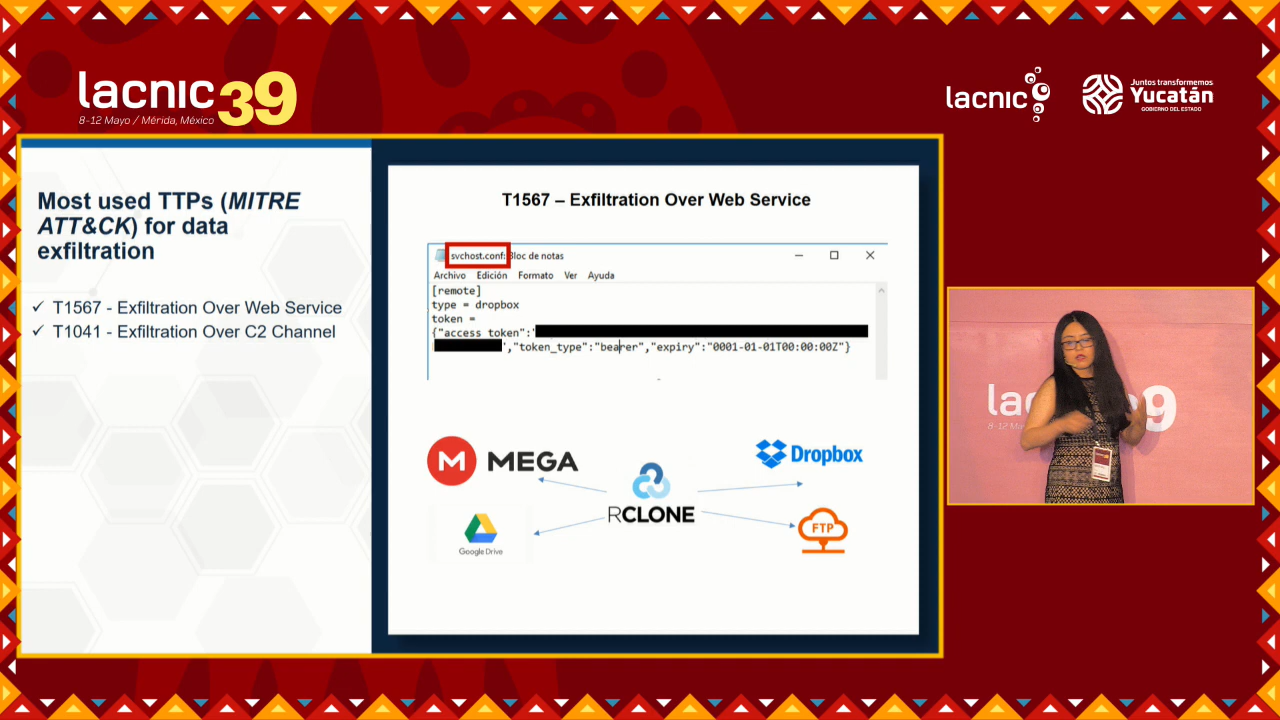 lacnic 39
8-12 Mayo / Mérida, México
lacnic
Juntos transformemos
Yucatán
GOBIERNO DEL ESTADO
Most used TTPs (MITRE
ATT&CK) for data
exfiltration
✓ T1567 - Exfiltration Over Web Service
✓ T1041 - Exfiltration Over C2 Channel
T1567 – Exfiltration Over Web Service
svchost.conf: Bloc de notas
Archivo Edición Formato Ver Ayuda
[remote]
type = dropbox
token =
{"access_token":"
","token_type":"bearer","expiry":"0001-01-01T00:00:00Z"}
M MEGA
Dropbox
RCLONE
Google Drive
FTP
lac 9
8-12 May